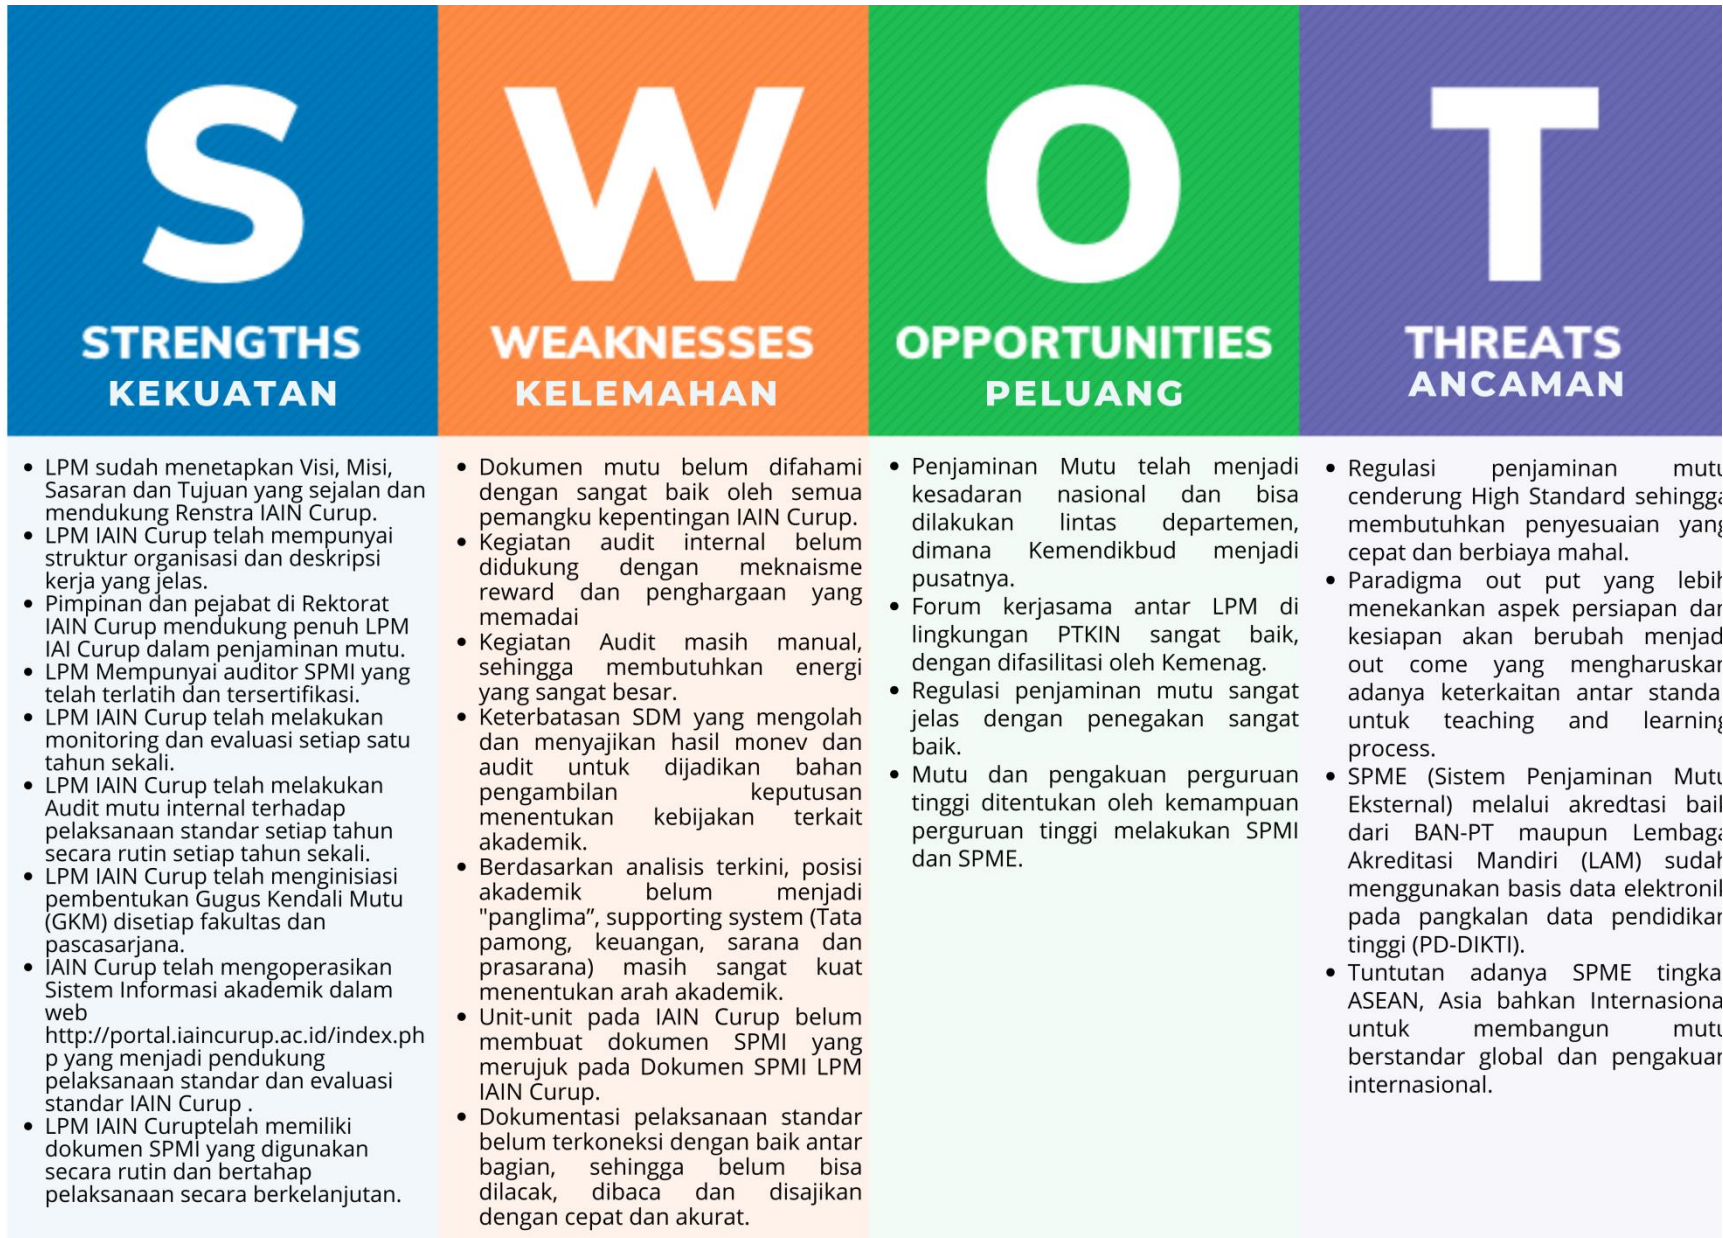 S
STRENGTHS
KEKUATAN
LPM sudah menetapkan Visi, Misi,
Sasaran dan Tujuan yang sejalan dan
mendukung Renstra IAIN Curup.
LPM IAIN Curup telah mempunyai
struktur organisasi dan deskripsi
kerja yang jelas.
Pimpinan dan pejabat di Rektorat
IAIN Curup mendukung penuh LPM
IAI Curup dalam penjaminan mutu.
LPM Mempunyai auditor SPMI yang
telah terlatih dan tersertifikasi.
LPM IAIN Curup telah melakukan
monitoring dan evaluasi setiap satu
tahun sekali.
LPM IAIN Curup telah melakukan
Audit mutu internal terhadap
pelaksanaan standar setiap tahun
secara rutin setiap tahun sekali.
LPM IAIN Curup telah menginisiasi
pembentukan Gugus Kendali Mutu
(GKM) disetiap fakultas dan
pascasarjana.
IAIN Curup telah mengoperasikan
Sistem Informasi akademik dalam
web
http://portal.iaincurup.ac.id/index.ph
p yang menjadi pendukung
pelaksanaan standar dan evaluasi
standar IAIN Curup .
LPM IAIN Curuptelah memiliki
dokumen SPMI yang digunakan
secara rutin dan bertahap
pelaksanaan secara berkelanjutan.
W
WEAKNESSES
KELEMAHAN
Dokumen mutu belum difahami
dengan sangat baik oleh semua
pemangku kepentingan IAIN Curup.
Kegiatan audit internal belum
didukung dengan meknaisme
reward dan penghargaan yang
memadai
Kegiatan Audit masih manual,
sehingga membutuhkan energi
yang sangat besar.
Keterbatasan SDM yang mengolah
dan menyajikan hasil monev dan
audit untuk dijadikan bahan
pengambilan keputusan
menentukan kebijakan terkait
akademik.
Berdasarkan analisis terkini, posisi
akademik belum menjadi
"panglima”, supporting system (Tata
pamong, keuangan, sarana dan
prasarana) masih sangat kuat
menentukan arah akademik.
Unit-unit pada IAIN Curup belum
membuat dokumen SPMI yang
merujuk pada Dokumen SPMI LPM
IAIN Curup.
Dokumentasi pelaksanaan standar
belum terkoneksi dengan baik antar
bagian, sehingga belum bisa
dilacak, dibaca dan disajikan
dengan cepat dan akurat.
O
OPPORTUNITIES
PELUANG
Penjaminan Mutu telah menjadi
kesadaran nasional dan bisa
dilakukan lintas departemen,
dimana Kemendikbud menjadi
pusatnya.
Forum kerjasama antar LPM di
lingkungan PTKIN sangat baik,
dengan difasilitasi oleh Kemenag.
Regulasi penjaminan mutu sangat
jelas dengan penegakan sangat
baik.
Mutu dan pengakuan perguruan
tinggi ditentukan oleh kemampuan
perguruan tinggi melakukan SPMI
dan SPME.
T
THREATS
ANCAMAN
Regulasi penjaminan mutu
cenderung High Standard sehingga
membutuhkan penyesuaian yang
cepat dan berbiaya mahal.
Paradigma out put yang lebih
menekankan aspek persiapan dan
kesiapan akan berubah menjad
out come yang mengharuskan
adanya keterkaitan antar standa
untuk teaching and learning
process.
SPME (Sistem Penjaminan Mutu
Eksternal) melalui akredtasi baik
dari BAN-PT maupun Lembaga
Akreditasi Mandiri (LAM) sudah
menggunakan basis data elektronik
pada pangkalan data pendidikan
tinggi (PD-DIKTI).
Tuntutan adanya SPME tingka
ASEAN, Asia bahkan Internasiona
untuk membangun mutu
berstandar global dan pengakuan
internasional.